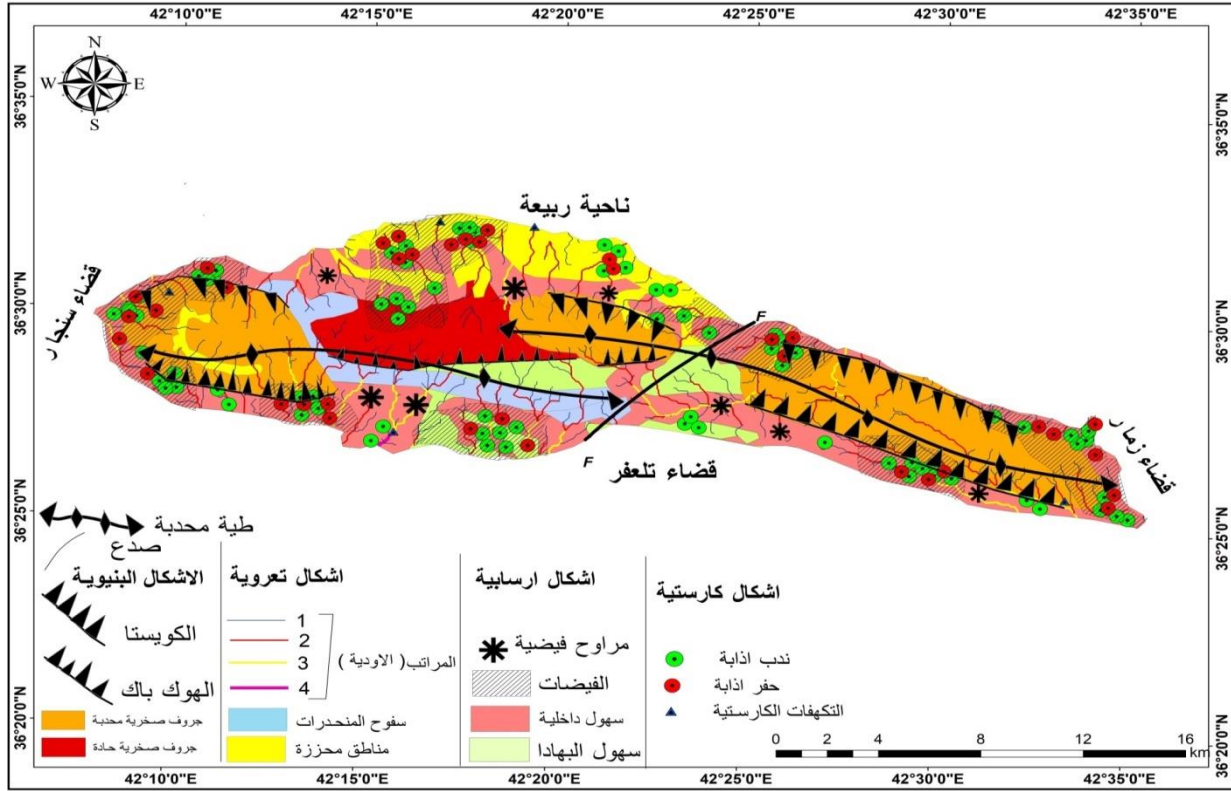 42°10'0"E 42°15'0"E 42°20'0"E 42°25'0"E 42°30'0"E 42°35'0"E
N
W E
S
36°35'0"N 36°35'0"N
ناحية ربيعة
قضاء سنجار
36°30'0"N 36°30'0"N
F
قضاء زمار
F
قضاء تلعفر
36°25'0"N 36°25'0"N
طية محدبة
صدع
الاشكال البنيوية
الكويستا
الهوك باك
جروف صخرية محدبة
جروف صخرية حادة
اشكال تعروية
1
2
3
4
المراتب( الاودية )
سفوح المنحدرات
مناطق محززة
اشكال ارسابية
مراوح فيضية
الفيضات
سهول داخلية
سهول البهادا
اشكال كارستية
ندب اذابة
حفر اذابة
التكهفات الكارستية
0 2 4 8 12 16
km
36°20'0"N 36°20'0"N
42°10'0"E 42°15'0"E 42°20'0"E 42°25'0"E 42°30'0"E 42°35'0"E